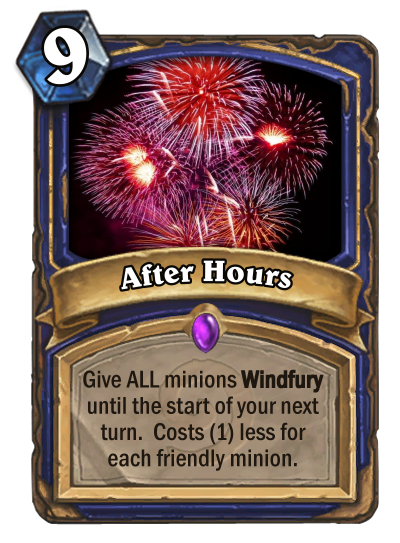 9
After Hours
Give ALL minions Windfury
until the start of your next
turn. Costs (1) less for
each friendly minion.